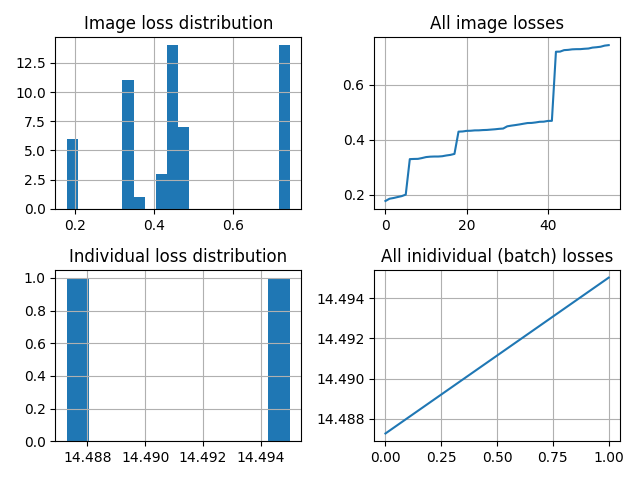 Image loss distribution
12.5
10.0
7.5
5.0
2.5
0.0
0.2 0.4 0.6
All image losses
0.6
0.4
0.2
0 20 40
Individual loss distribution
1.0
0.8
0.6
0.4
0.2
0.0
14.488 14.490 14.492 14.494
All inidividual (batch) losses
14.494
14.492
14.490
14.488
0.00 0.25 0.50 0.75 1.00